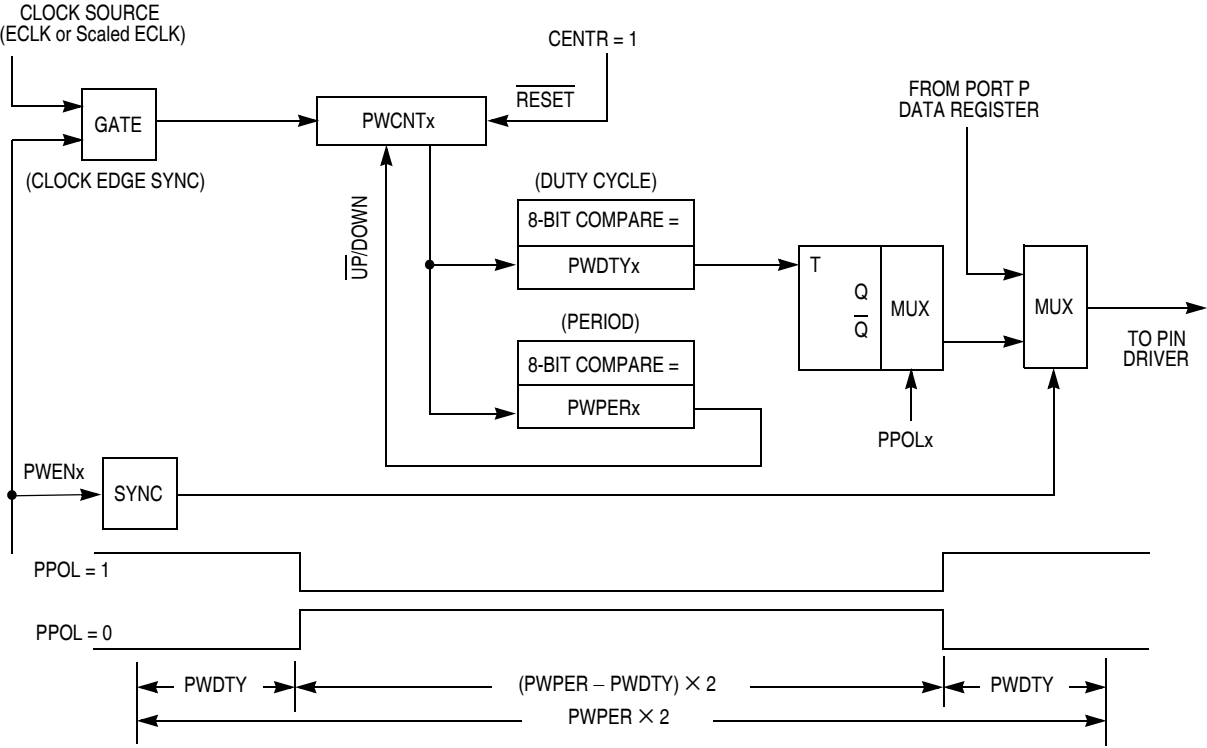 CLOCK SOURCE
(ECLK or Scaled ECLK)
CENTR = 1
RESET
FROM PORT P
DATA REGISTER
GATE
PWCNTx
(CLOCK EDGE SYNC)
UP/DOWN
(DUTY CYCLE)
8-BIT COMPARE =
PWDTYx
T
Q
Q
MUX
MUX
TO PIN
DRIVER
(PERIOD)
8-BIT COMPARE =
PWPERx
PPOLx
PWENx
SYNC
PPOL = 1
PPOL = 0
PWDTY
(PWPER – PWDTY) × 2
PWDTY
PWPER × 2